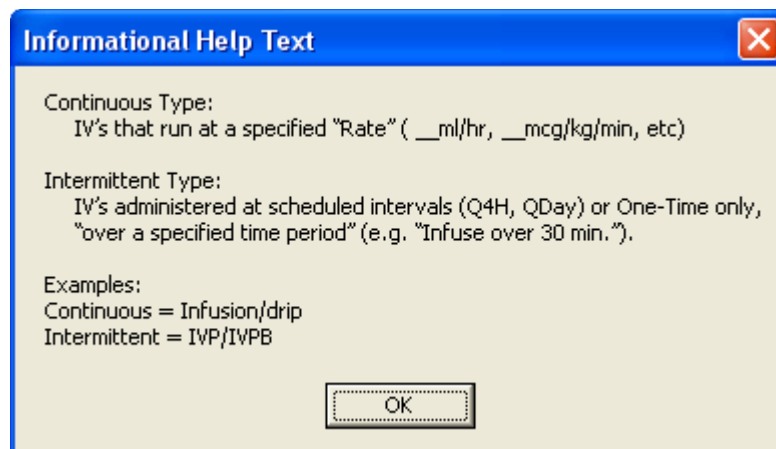 Informational Help Text
Continuous Type:
IV's that run at a specified "Rate" ( __ml/hr, __mcg/kg/min, etc)
Intermittent Type:
IV's administered at scheduled intervals (Q4H, QDay) or One-Time only,
"over a specified time period" (e.g. "Infuse over 30 min.").
Examples:
Continuous = Infusion/drip
Intermittent = IVP/IVPB
OK